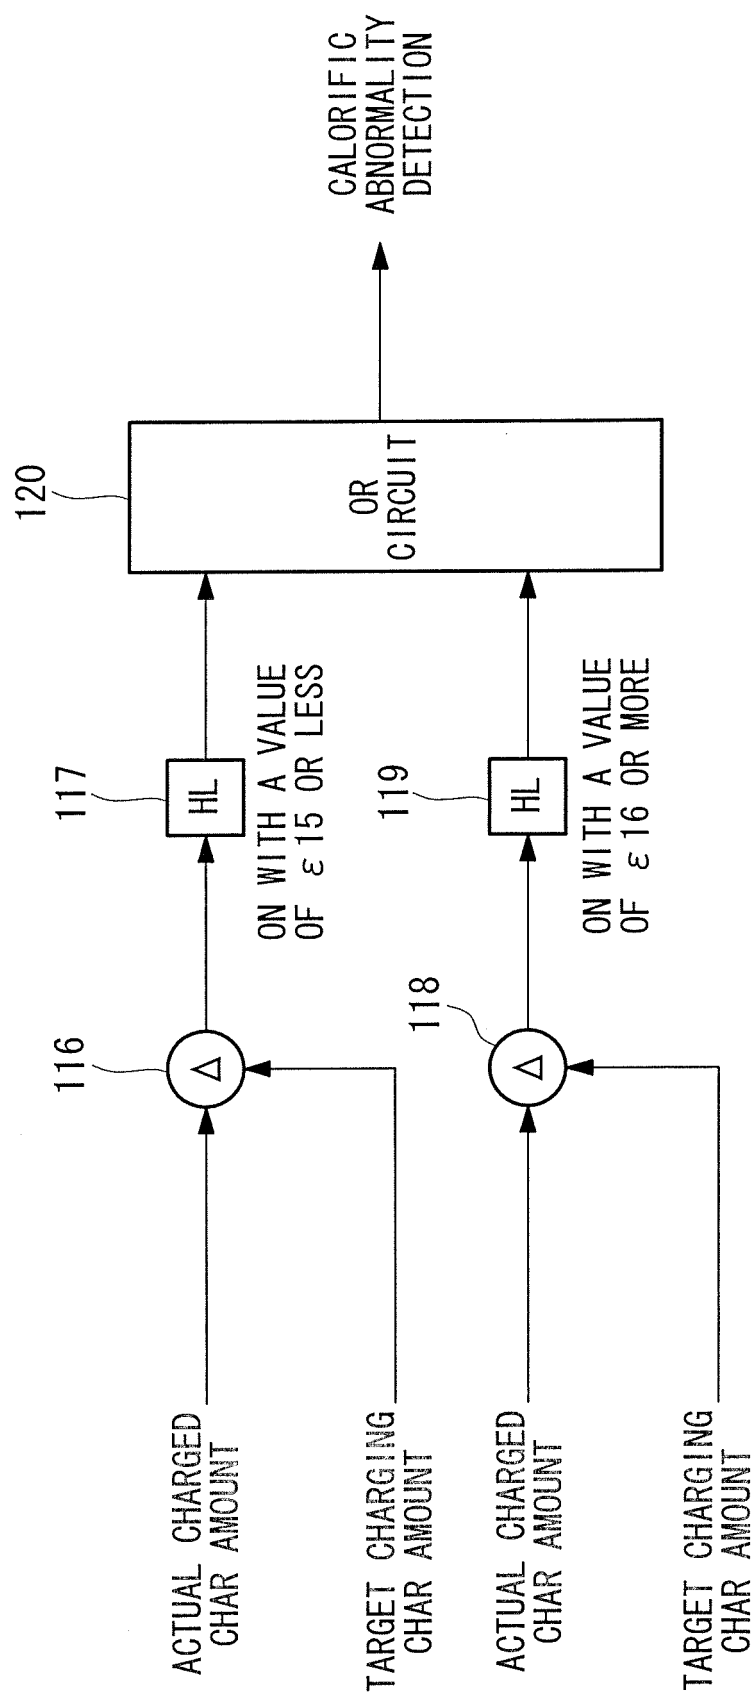 ACTUAL CHARGED
CHAR AMOUNT
TARGET CHARGING
CHAR AMOUNT
116
Δ
117
HL
ON WITH A VALUE
OF ε15 OR LESS
ACTUAL CHARGED
CHAR AMOUNT
TARGET CHARGING
CHAR AMOUNT
118
Δ
119
HL
ON WITH A VALUE
OF ε16 OR MORE
120
OR
CIRCUIT
CALORIFIC
ABNORMALITY
DETECTION